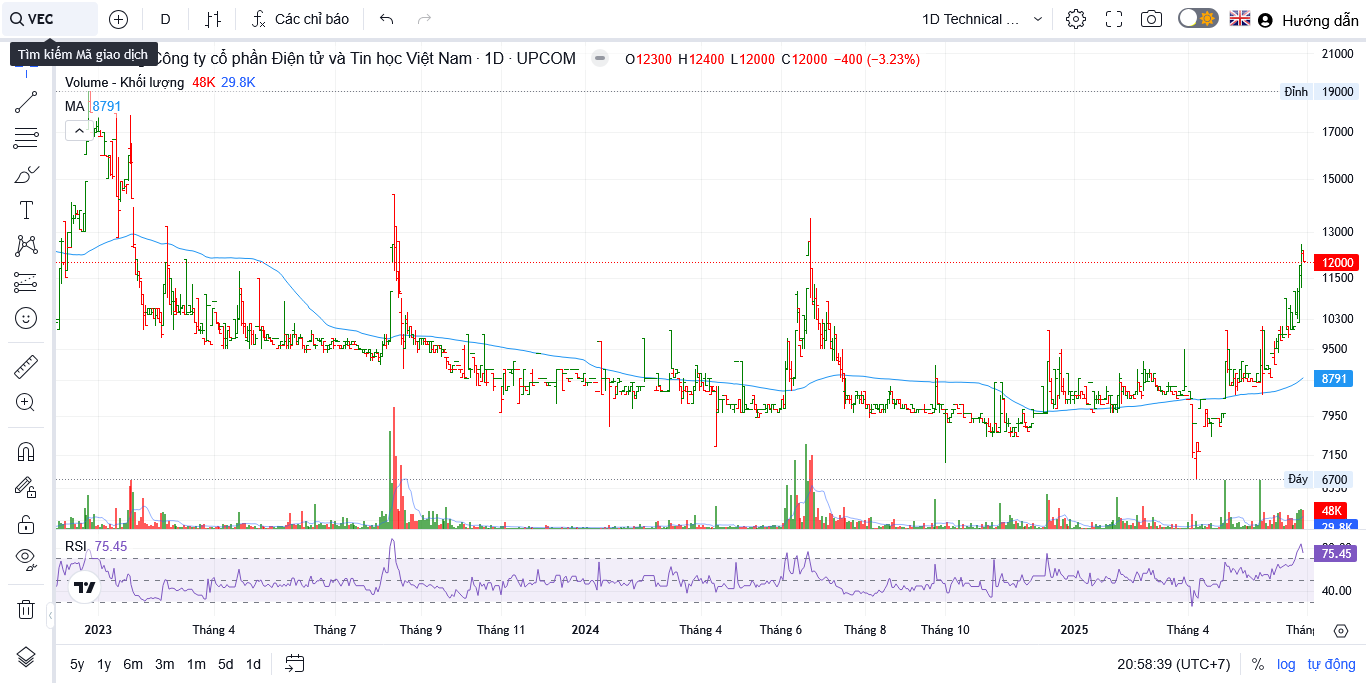 VEC
D
Các chỉ báo
1D Technical ...
Hướng dẫn
Tìm kiếm Mã giao dịch
Công ty cổ phần Điện tử và Tin học Việt Nam · 1D · UPCOM
O12300 H12400 L12000 C12000 −400 (−3.23%)
Volume - Khối lượng 48K 29.8K
MA 8791
21000
Đỉnh 19000
17000
15000
13000
12000
11500
10300
9500
8791
7950
7150
Đáy 6700
48K
29.8K
RSI 75.45
75.45
40.00
2023 Tháng 4 Tháng 7 Tháng 9 Tháng 11 2024 Tháng 4 Tháng 6 Tháng 8 Tháng 10 2025 Tháng 4
5y 1y 6m 3m 1m 5d 1d
20:58:39 (UTC+7) % log tự động